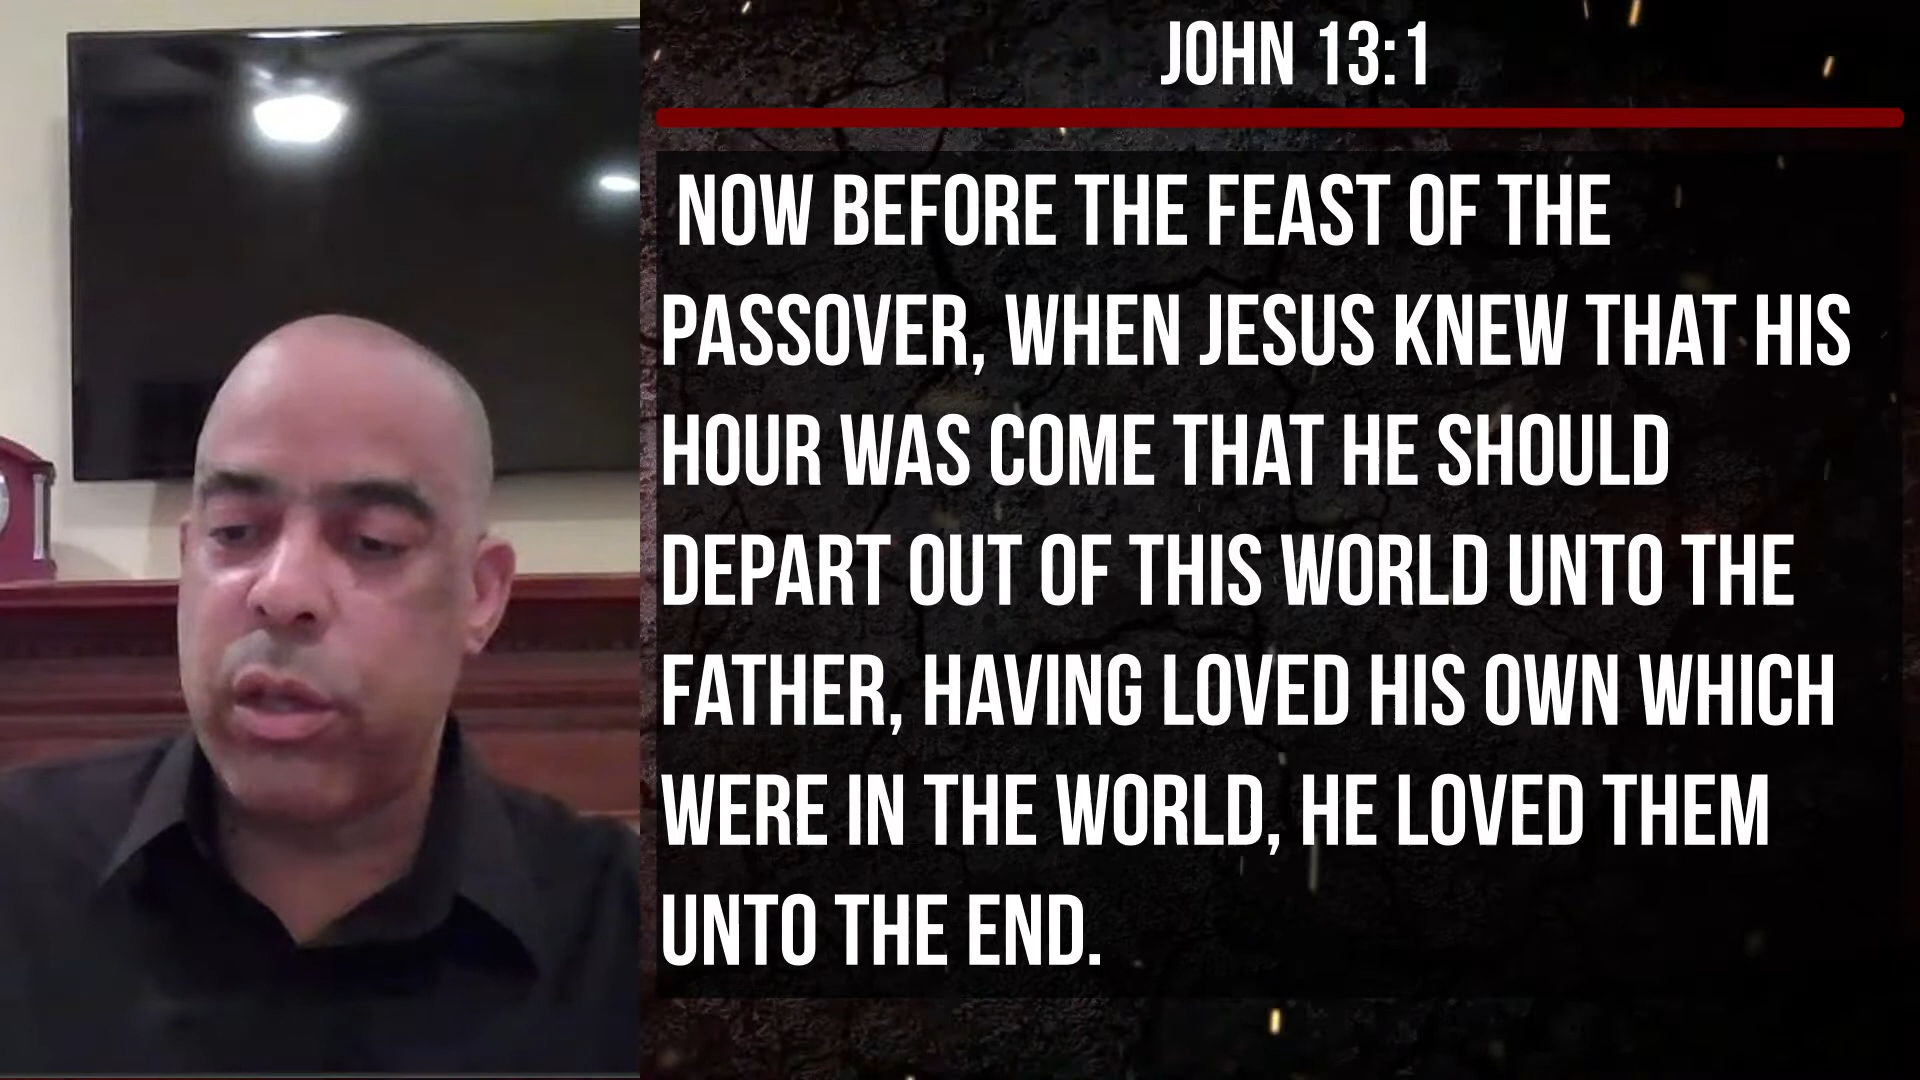 JOHN 13:1
NOW BEFORE THE FEAST OF THE
PASSOVER, WHEN JESUS KNEW THAT HIS
HOUR WAS COME THAT HE SHOULD
DEPART OUT OF THIS WORLD UNTO THE
FATHER, HAVING LOVED HIS OWN WHICH
WERE IN THE WORLD, HE LOVED THEM
UNTO THE END.